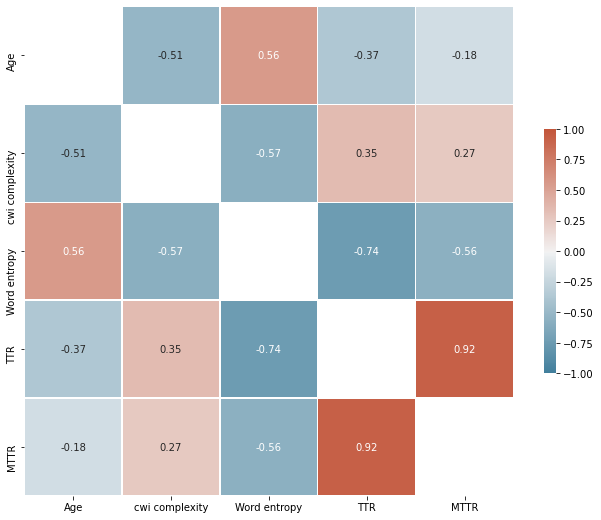 Age
-0.51
0.56
-0.37
-0.18
cwi complexity
-0.51
-0.57
0.35
0.27
Word entropy
0.56
-0.57
-0.74
-0.56
TTR
-0.37
0.35
-0.74
0.92
MTTR
-0.18
0.27
-0.56
0.92
Age
cwi complexity
Word entropy
TTR
MTTR
1.00
0.75
0.50
0.25
0.00
−0.25
−0.50
−0.75
−1.00